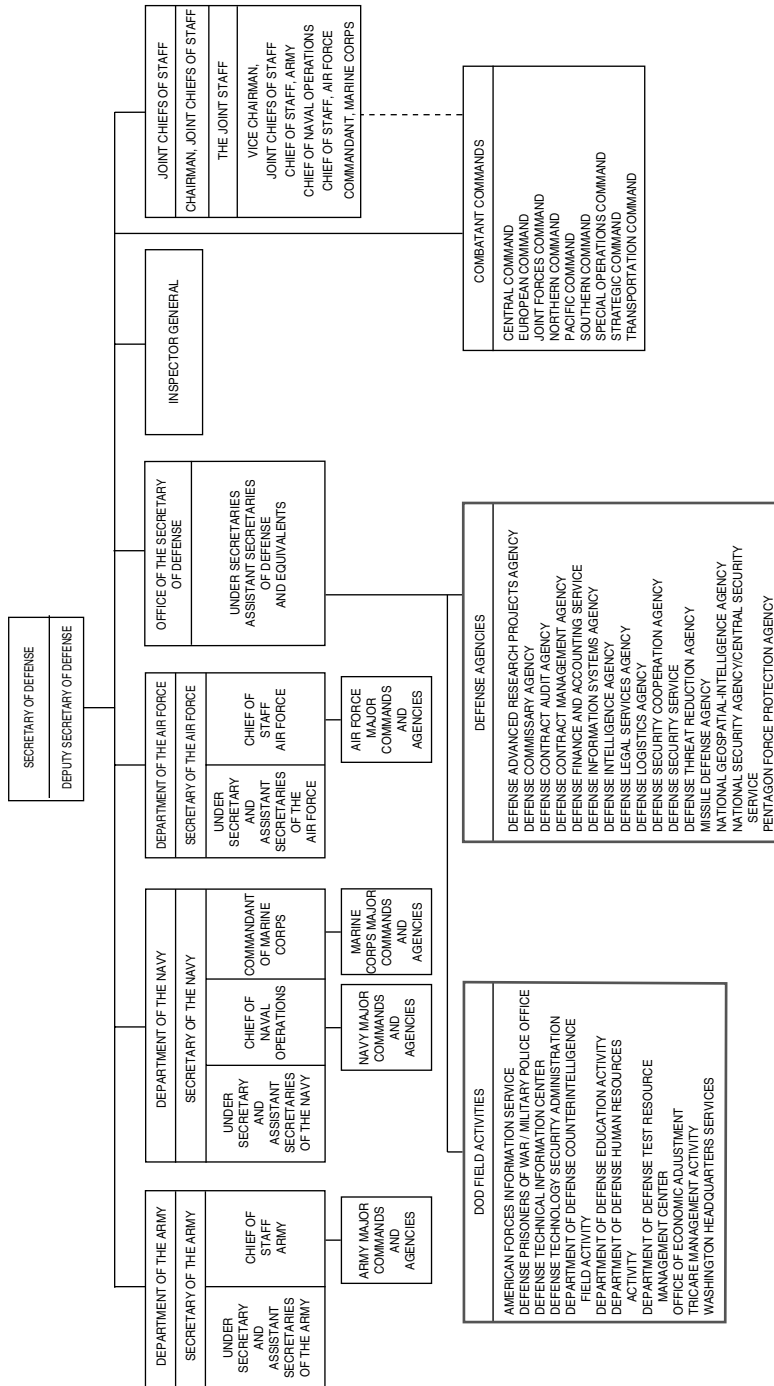 SECRETARY OF DEFENSE
DEPUTY SECRETARY OF DEFENSE
DEPARTMENT OF THE ARMY
SECRETARY OF THE ARMY
UNDER
SECRETARY
AND
ASSISTANT
SECRETARIES
OF THE ARMY
CHIEF OF
STAFF
ARMY
ARMY MAJOR
COMMANDS
AND
AGENCIES
DEPARTMENT OF THE NAVY
SECRETARY OF THE NAVY
UNDER
SECRETARY
AND
ASSISTANT
SECRETARIES
OF THE NAVY
CHIEF OF
NAVAL
OPERATIONS
COMMANDANT
OF MARINE
CORPS
NAVY MAJOR
COMMANDS
AND
AGENCIES
MARINE
CORPS MAJOR
COMMANDS
AND
AGENCIES
DEPARTMENT OF THE AIR FORCE
SECRETARY OF THE AIR FORCE
UNDER
SECRETARY
AND
ASSISTANT
SECRETARIES
OF THE
AIR FORCE
CHIEF OF
STAFF
AIR FORCE
AIR FORCE
MAJOR
COMMANDS
AND
AGENCIES
OFFICE OF THE SECRETARY
OF DEFENSE
UNDER SECRETARIES
ASSISTANT SECRETARIES
OF DEFENSE
AND EQUIVALENTS
INSPECTOR GENERAL
JOINT CHIEFS OF STAFF
CHAIRMAN, JOINT CHIEFS OF STAFF
THE JOINT STAFF
VICE CHAIRMAN,
JOINT CHIEFS OF STAFF
CHIEF OF STAFF, ARMY
CHIEF OF NAVAL OPERATIONS
CHIEF OF STAFF, AIR FORCE
COMMANDANT, MARINE CORPS
DOD FIELD ACTIVITIES
AMERICAN FORCES INFORMATION SERVICE
DEFENSE PRISONERS OF WAR / MILITARY POLICE OFFICE
DEFENSE TECHNICAL INFORMATION CENTER
DEFENSE TECHNOLOGY SECURITY ADMINISTRATION
DEPARTMENT OF DEFENSE COUNTERINTELLIGENCE
FIELD ACTIVITY
DEPARTMENT OF DEFENSE EDUCATION ACTIVITY
DEPARTMENT OF DEFENSE HUMAN RESOURCES
ACTIVITY
DEPARTMENT OF DEFENSE TEST RESOURCE
MANAGEMENT CENTER
OFFICE OF ECONOMIC ADJUSTMENT
TRICARE MANAGEMENT ACTIVITY
WASHINGTON HEADQUARTERS SERVICES
DEFENSE AGENCIES
DEFENSE ADVANCED RESEARCH PROJECTS AGENCY
DEFENSE COMMISSARY AGENCY
DEFENSE CONTRACT AUDIT AGENCY
DEFENSE CONTRACT MANAGEMENT AGENCY
DEFENSE FINANCE AND ACCOUNTING SERVICE
DEFENSE INFORMATION SYSTEMS AGENCY
DEFENSE INTELLIGENCE AGENCY
DEFENSE LEGAL SERVICES AGENCY
DEFENSE LOGISTICS AGENCY
DEFENSE SECURITY COOPERATION AGENCY
DEFENSE SECURITY SERVICE
DEFENSE THREAT REDUCTION AGENCY
MISSILE DEFENSE AGENCY
NATIONAL GEOSPATIAL-INTELLIGENCE AGENCY
NATIONAL SECURITY AGENCY/CENTRAL SECURITY
SERVICE
PENTAGON FORCE PROTECTION AGENCY
COMBATANT COMMANDS
CENTRAL COMMAND
EUROPEAN COMMAND
JOINT FORCES COMMAND
NORTHERN COMMAND
PACIFIC COMMAND
SOUTHERN COMMAND
SPECIAL OPERATIONS COMMAND
STRATEGIC COMMAND
TRANSPORTATION COMMAND